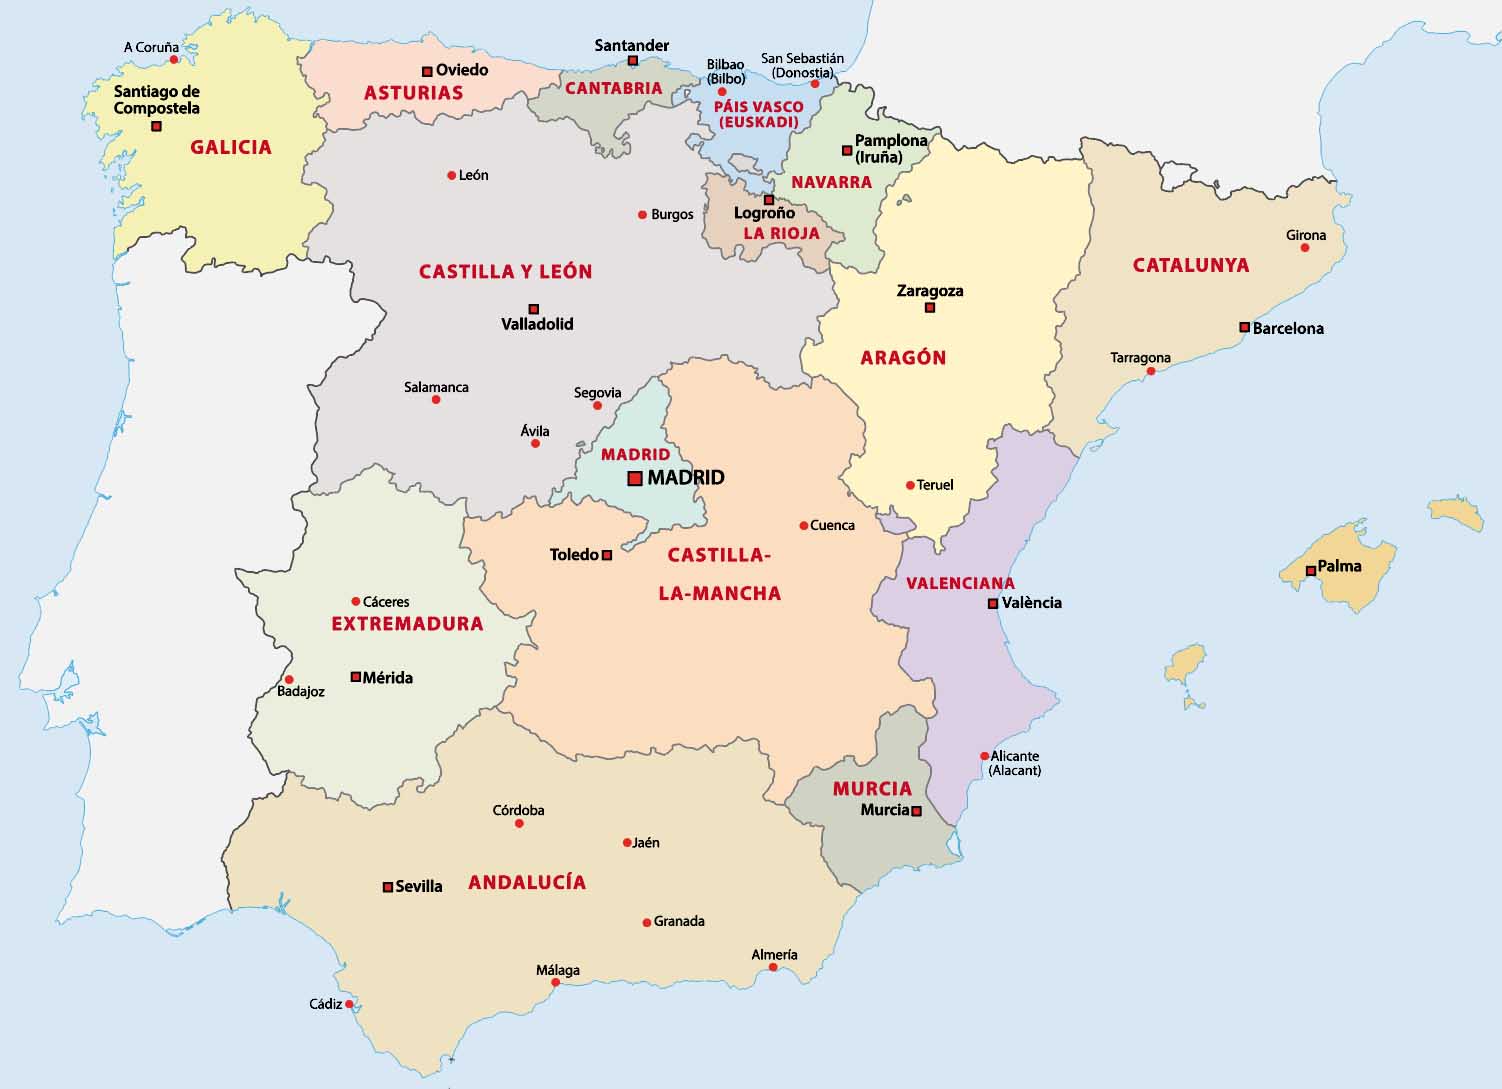 A Coruña
Santiago de
Compostela
GALICIA
Oviedo
ASTURIAS
Santander
CANTABRIA
Bilbao
(Bilbo)
San Sebastián
(Donostia)
PÁIS VASCO
(EUSKADI)
Pamplona
(Iruña)
NAVARRA
Logroño
LA RIOJA
León
Burgos
CASTILLA Y LEÓN
Valladolid
Salamanca
Segovia
Ávila
Zaragoza
ARAGÓN
Teruel
CATALUNYA
Girona
Barcelona
Tarragona
MADRID
MADRID
Toledo
Cuenca
CASTILLA-
LA-MANCHA
Cáceres
EXTREMADURA
Mérida
Badajoz
VALENCIANA
València
Alicante
(Alacant)
Palma
MURCIA
Murcia
Córdoba
Jaén
Sevilla
ANDALUCÍA
Granada
Almería
Málaga
Cádiz